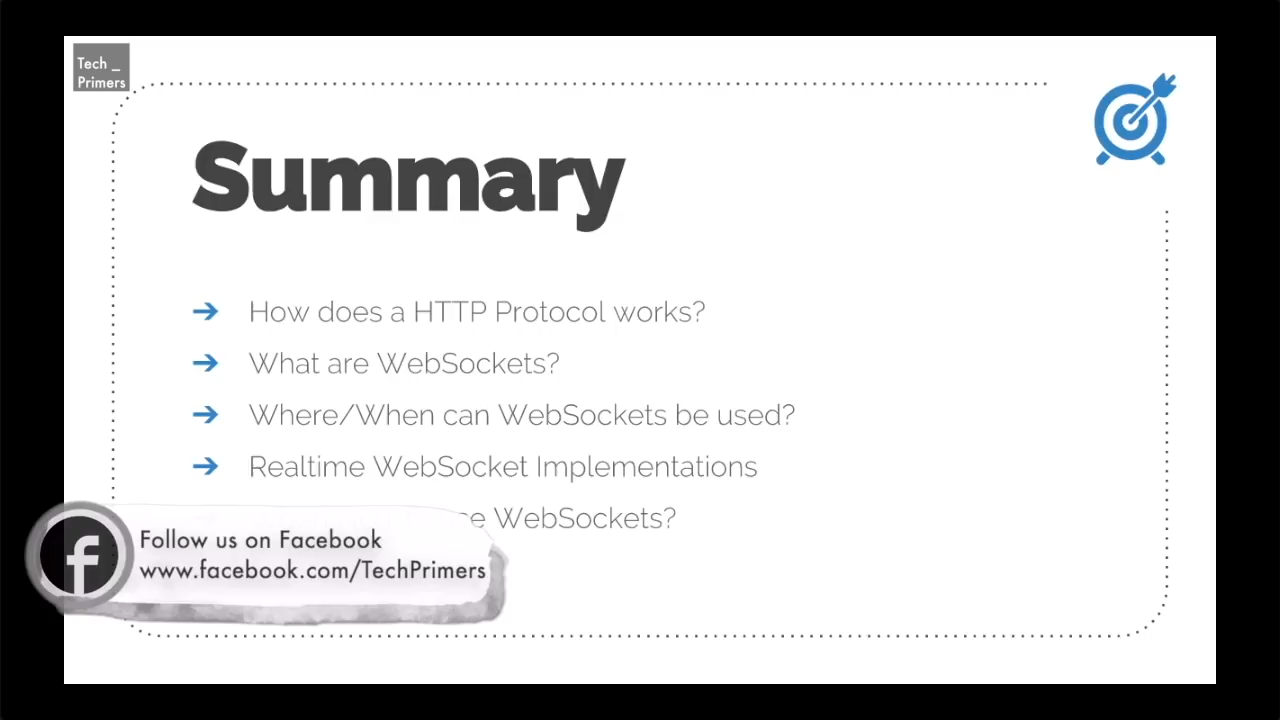 Tech _
Primers
Summary
How does a HTTP Protocol works?
What are WebSockets?
Where/When can WebSockets be used?
Realtime WebSocket Implementations
WebSockets?
Follow us on Facebook
www.facebook.com/TechPrimers